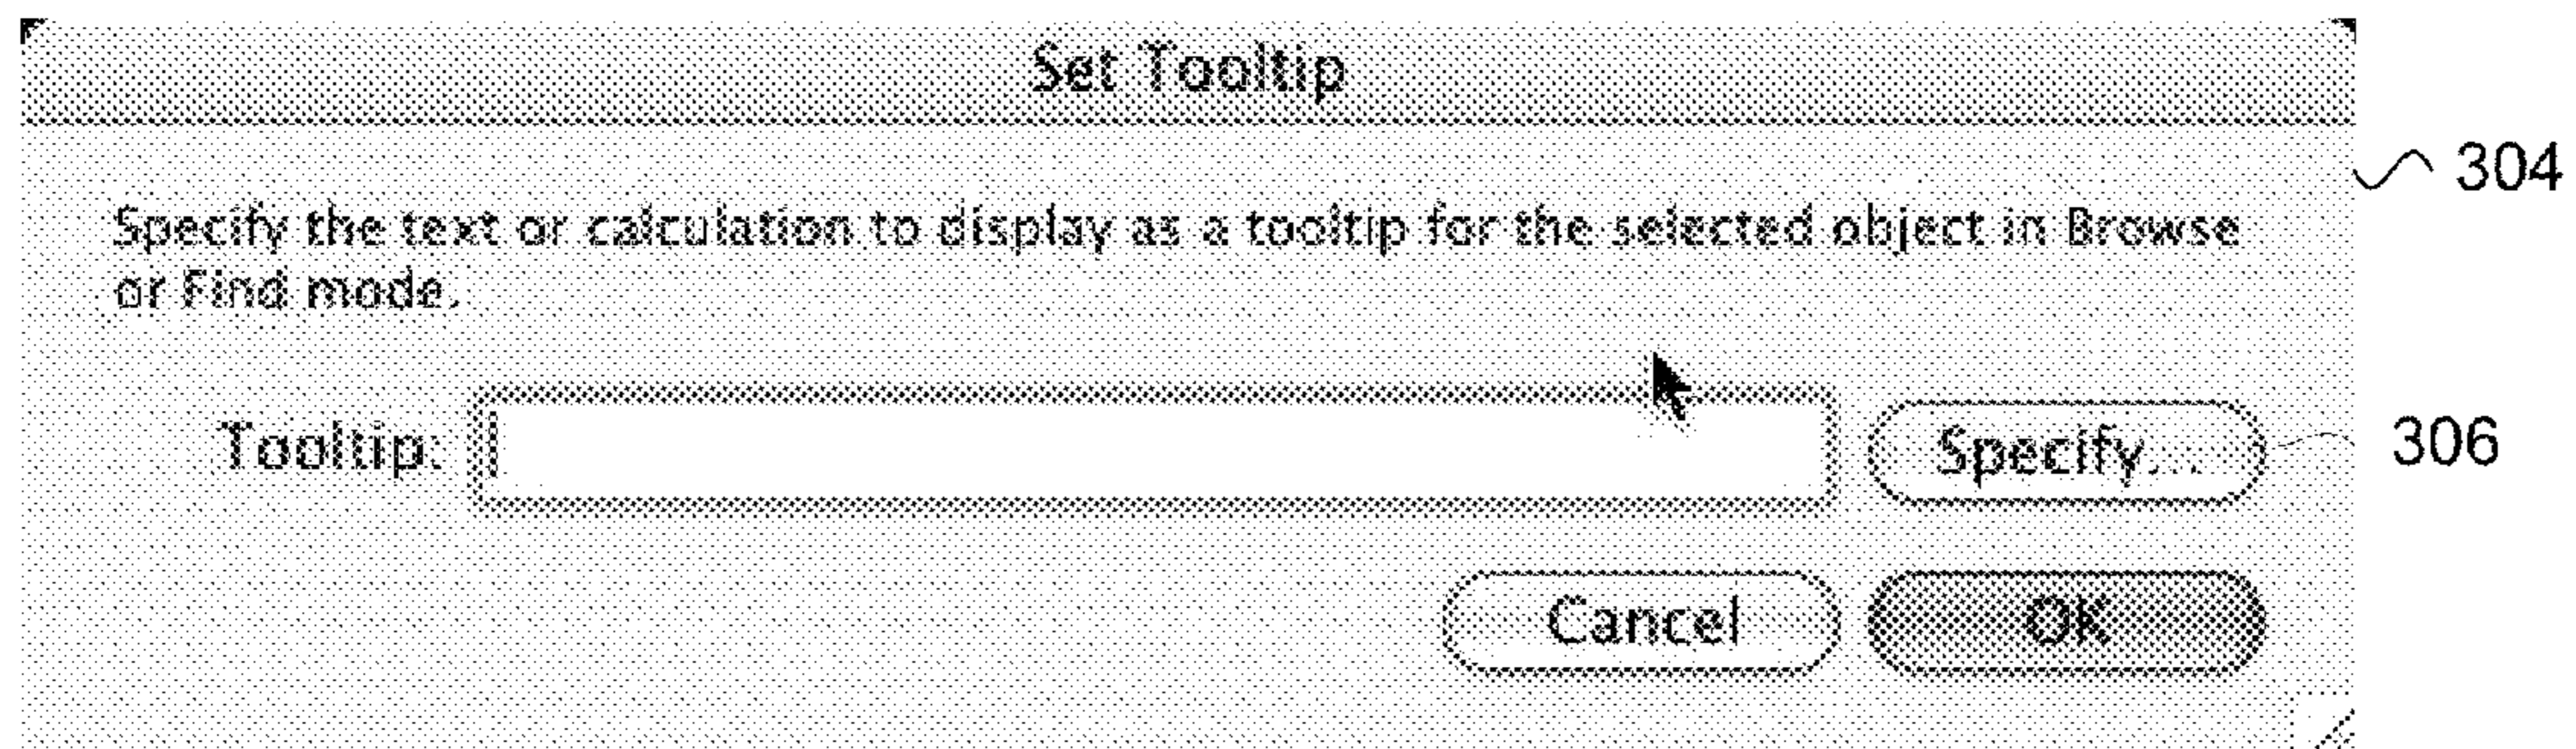 Set Tooltip
304
Specify the text or calculation to display as a tooltip for the selected object in Browse
or Find mode.
Tooltip: Specify... 306
Cancel OK